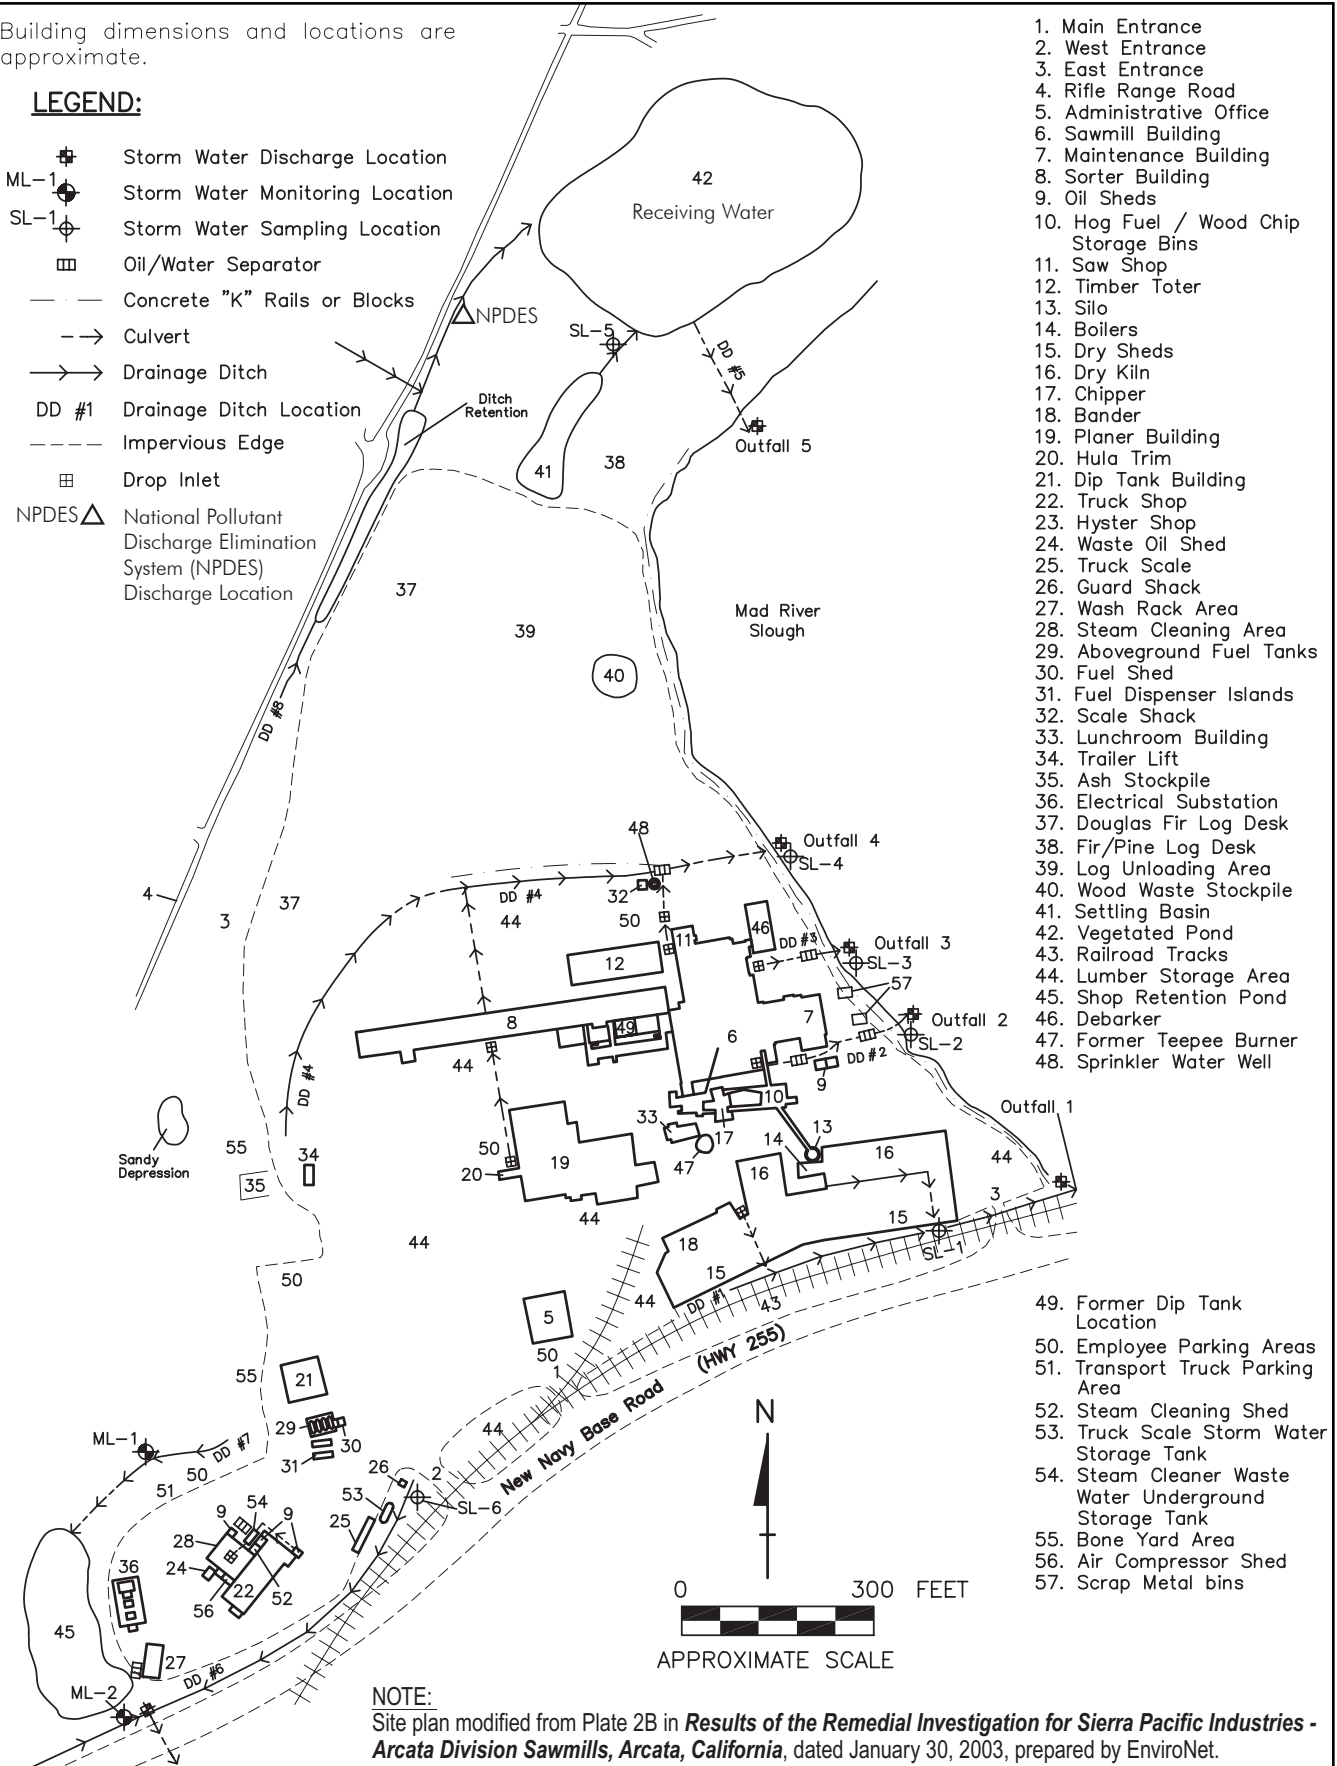 Building dimensions and locations are
approximate.
LEGEND:
Storm Water Discharge Location
ML-1
Storm Water Monitoring Location
SL-1
Storm Water Sampling Location
Oil/Water Separator
Concrete "K" Rails or Blocks
Culvert
Drainage Ditch
DD #1 Drainage Ditch Location
Impervious Edge
Drop Inlet
NPDES National Pollutant
Discharge Elimination
System (NPDES)
Discharge Location
1. Main Entrance
2. West Entrance
3. East Entrance
4. Rifle Range Road
5. Administrative Office
6. Sawmill Building
7. Maintenance Building
8. Sorter Building
9. Oil Sheds
10. Hog Fuel / Wood Chip
Storage Bins
11. Saw Shop
12. Timber Toter
13. Silo
14. Boilers
15. Dry Sheds
16. Dry Kiln
17. Chipper
18. Bander
19. Planer Building
20. Hula Trim
21. Dip Tank Building
22. Truck Shop
23. Hyster Shop
24. Waste Oil Shed
25. Truck Scale
26. Guard Shack
27. Wash Rack Area
28. Steam Cleaning Area
29. Aboveground Fuel Tanks
30. Fuel Shed
31. Fuel Dispenser Islands
32. Scale Shack
33. Lunchroom Building
34. Trailer Lift
35. Ash Stockpile
36. Electrical Substation
37. Douglas Fir Log Desk
38. Fir/Pine Log Desk
39. Log Unloading Area
40. Wood Waste Stockpile
41. Settling Basin
42. Vegetated Pond
43. Railroad Tracks
44. Lumber Storage Area
45. Shop Retention Pond
46. Debarker
47. Former Teepee Burner
48. Sprinkler Water Well
49. Former Dip Tank
Location
50. Employee Parking Areas
51. Transport Truck Parking
Area
52. Steam Cleaning Shed
53. Truck Scale Storm Water
Storage Tank
54. Steam Cleaner Waste
Water Underground
Storage Tank
55. Bone Yard Area
56. Air Compressor Shed
57. Scrap Metal bins
42
Receiving Water
NPDES
SL-5
DD #5
Ditch
Retention
Outfall 5
41
38
37
39
Mad River
Slough
40
DD #8
48
Outfall 4
SL-4
4
3
37
32
DD #4
44
50
11
46
DD #3
Outfall 3
SL-3
12
57
8
49
6
7
Outfall 2
SL-2
DD #2
44
9
DD #4
10
Outfall 1
33
17
13
14
47
16
16
44
Sandy
Depression
55
34
35
50
20
19
3
44
44
18
15
15
SL-1
50
DD #1
43
44
5
50
1
(HWY 255)
New Navy Base Road
55
21
29
30
31
44
N
ML-1
DD #7
50
51
26
2
53
SL-6
25
9
54
9
28
24
22
52
56
36
45
27
DD #6
ML-2
0 300 FEET
APPROXIMATE SCALE
NOTE:
Site plan modified from Plate 2B in Results of the Remedial Investigation for Sierra Pacific Industries -
Arcata Division Sawmills, Arcata, California, dated January 30, 2003, prepared by EnviroNet.